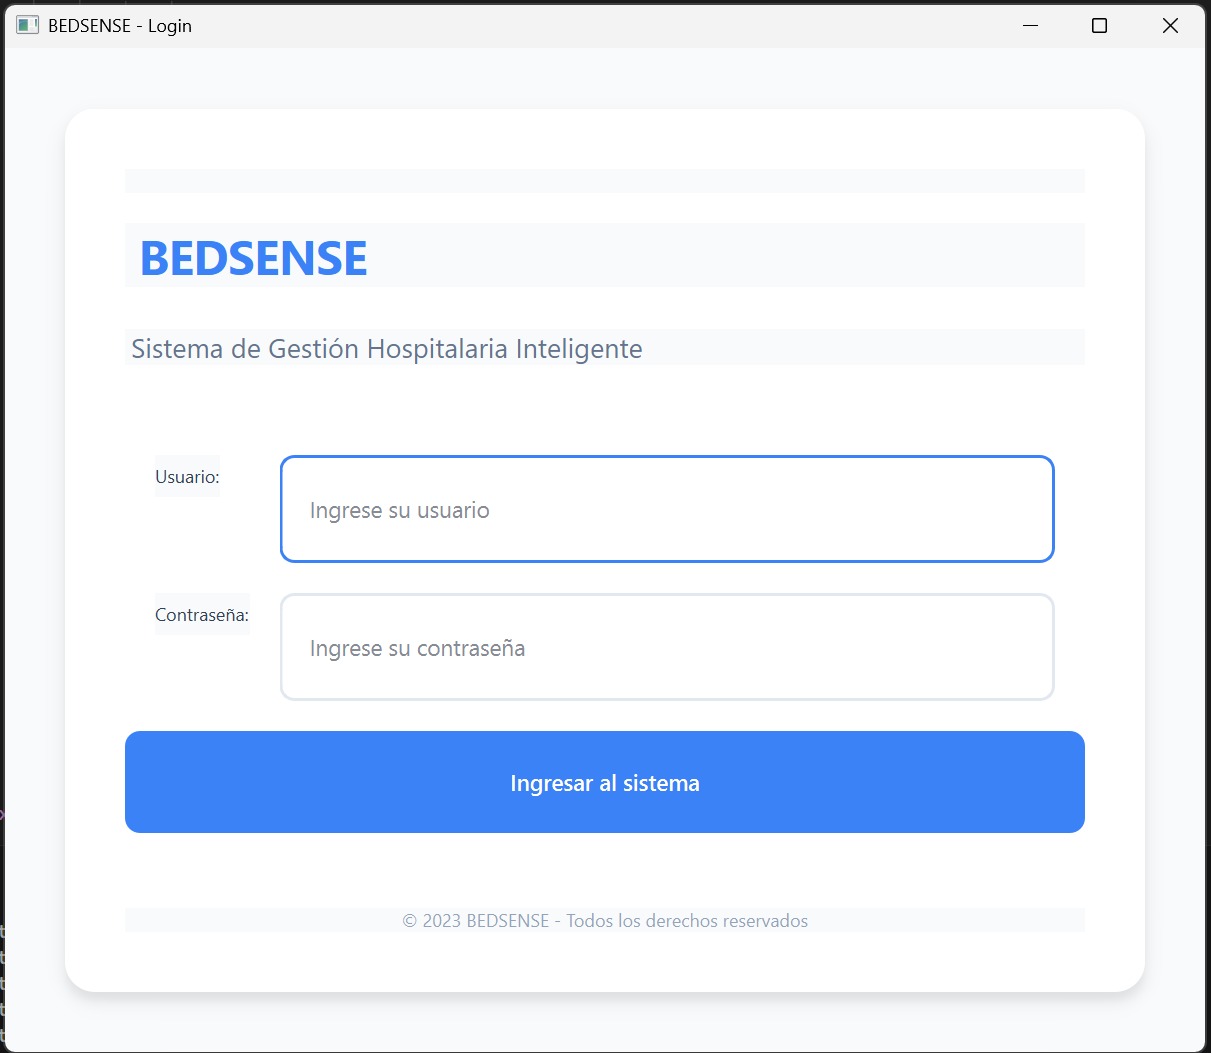 BEDSENSE - Login
BEDSENSE
Sistema de Gestión Hospitalaria Inteligente
Usuario:
Ingrese su usuario
Contraseña:
Ingrese su contraseña
Ingresar al sistema
© 2023 BEDSENSE - Todos los derechos reservados